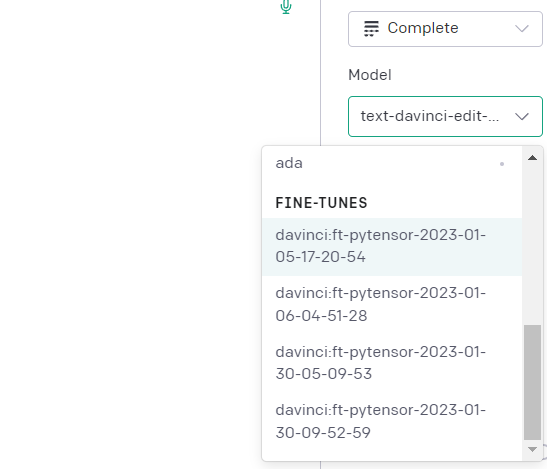 Complete
Model
text-davinci-edit-...
ada
FINE-TUNES
davinci:ft-pytensor-2023-01-
05-17-20-54
davinci:ft-pytensor-2023-01-
06-04-51-28
davinci:ft-pytensor-2023-01-
30-05-09-53
davinci:ft-pytensor-2023-01-
30-09-52-59